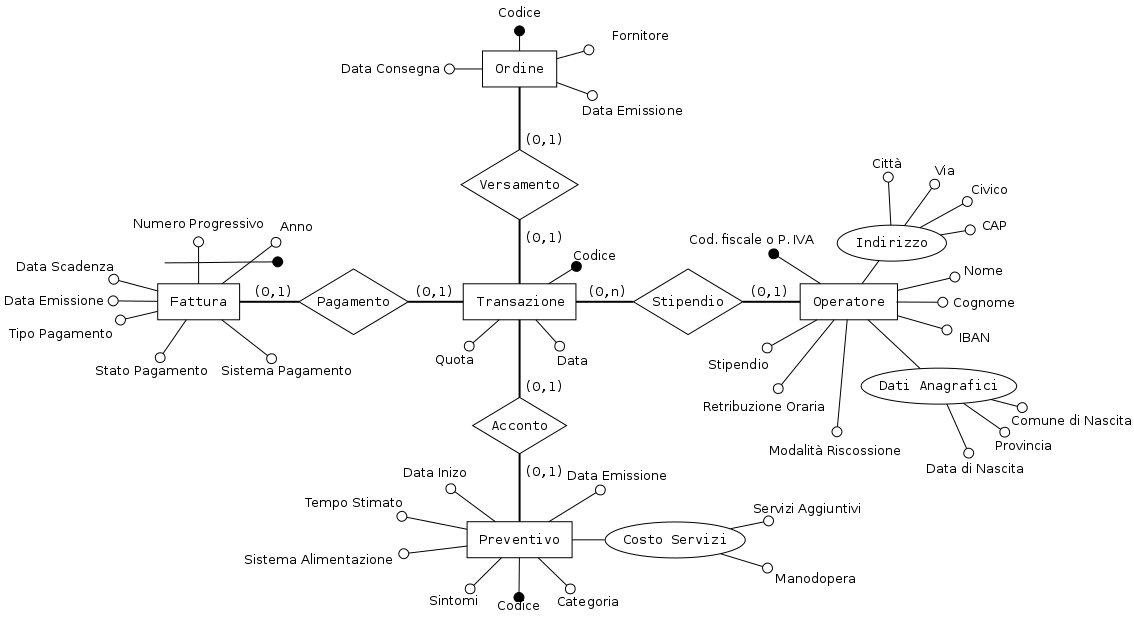 Codice
Fornitore
Data Consegna
Ordine
Data Emissione
(0,1)
Versamento
(0,1)
Città
Via
Civico
CAP
Indirizzo
Numero Progressivo
Anno
Cod. fiscale o P. IVA
Codice
Data Scadenza
Data Emissione
Tipo Pagamento
Fattura
(0,1)
Pagamento
(0,1)
Transazione
(0,n)
Stipendio
(0,1)
Operatore
Nome
Cognome
IBAN
Stato Pagamento
Sistema Pagamento
Quota
Data
Stipendio
Retribuzione Oraria
Modalità Riscossione
Dati Anagrafici
Comune di Nascita
Provincia
Data di Nascita
(0,1)
Acconto
(0,1)
Data Inizo
Data Emissione
Tempo Stimato
Sistema Alimentazione
Preventivo
Costo Servizi
Servizi Aggiuntivi
Manodopera
Sintomi
Codice
Categoria